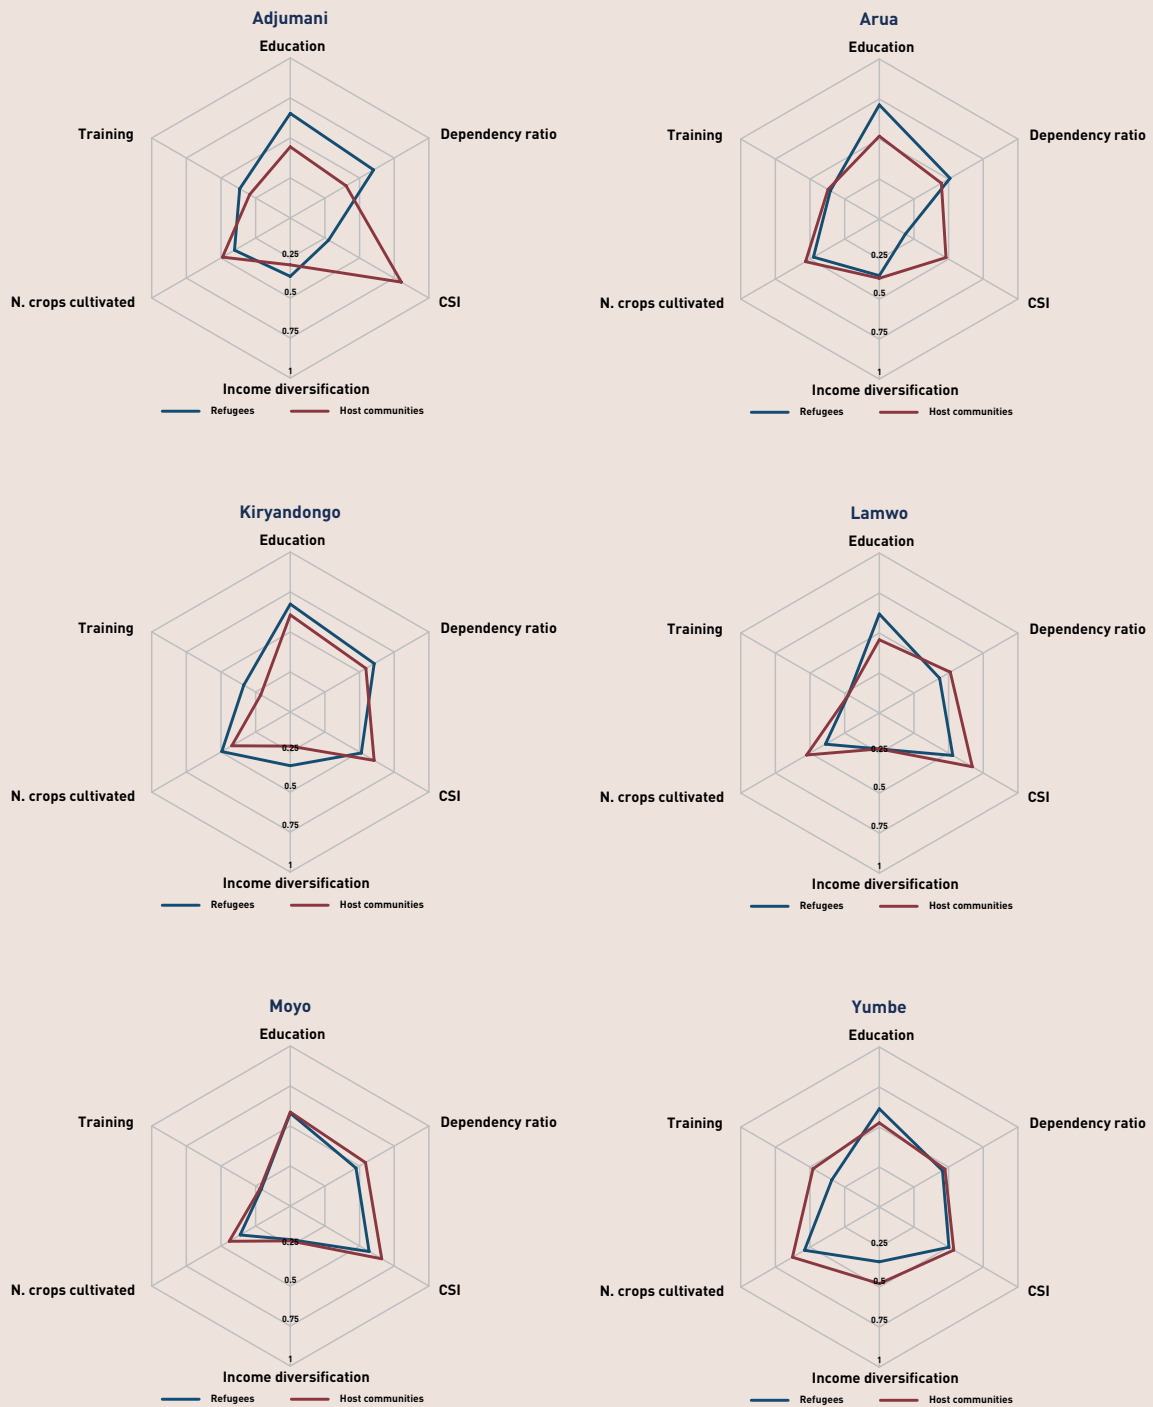 Adjumani
Education
Training
Dependency ratio
0.25
0.5
N. crops cultivated
CSI
0.75
1
Income diversification
Refugees
Host communities
Arua
Education
Training
Dependency ratio
0.25
0.5
N. crops cultivated
CSI
0.75
1
Income diversification
Refugees
Host communities
Kiryandongo
Education
Training
Dependency ratio
0.25
0.5
N. crops cultivated
CSI
0.75
1
Income diversification
Refugees
Host communities
Lamwo
Education
Training
Dependency ratio
0.25
0.5
N. crops cultivated
CSI
0.75
1
Income diversification
Refugees
Host communities
Moyo
Education
Training
Dependency ratio
0.25
0.5
N. crops cultivated
CSI
0.75
1
Income diversification
Refugees
Host communities
Yumbe
Education
Training
Dependency ratio
0.25
0.5
N. crops cultivated
CSI
0.75
1
Income diversification
Refugees
Host communities